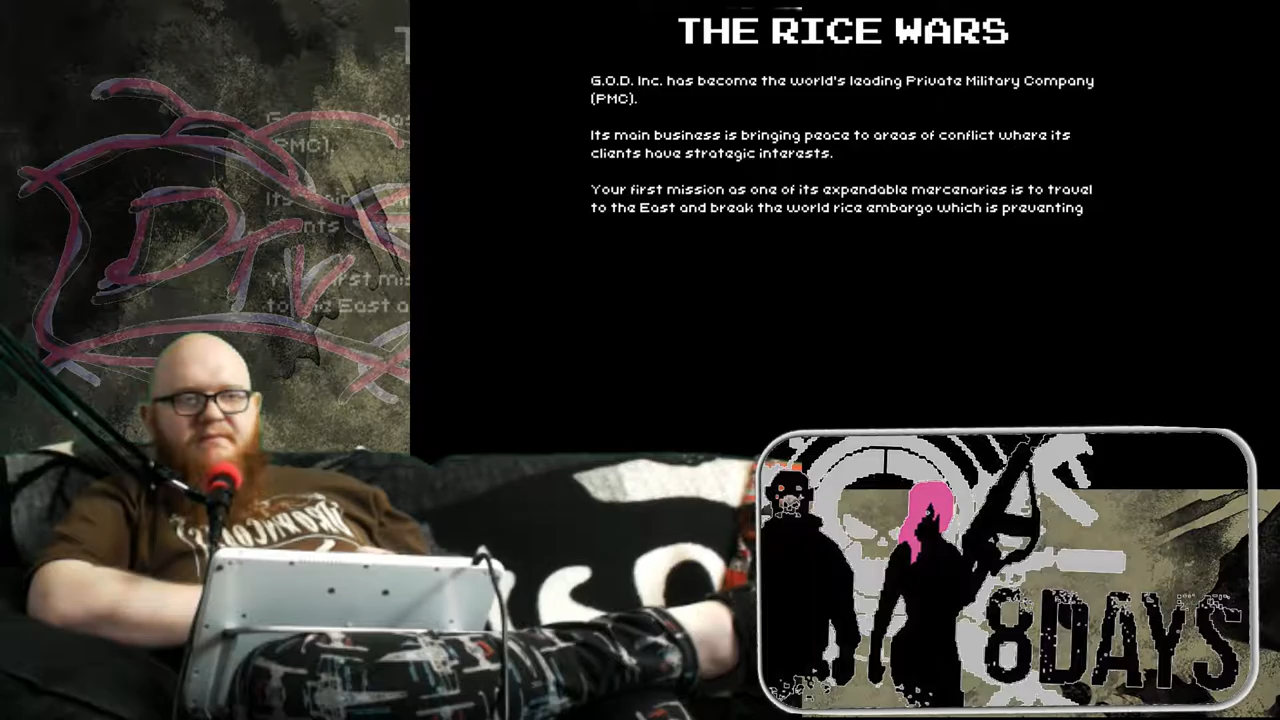 THE RICE WARS
G.O.D. Inc. has become the world's leading Private Military Company
(PMC).
Its main business is bringing peace to areas of conflict where its
clients have strategic interests.
Your first mission as one of its expendable mercenaries is to travel
to the East and break the world rice embargo which is preventing
DTV
8DAYS